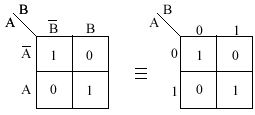 B B
A B̅ B A 0 1
A̅ 1 0 0 1 0
≡
A 0 1 1 0 1